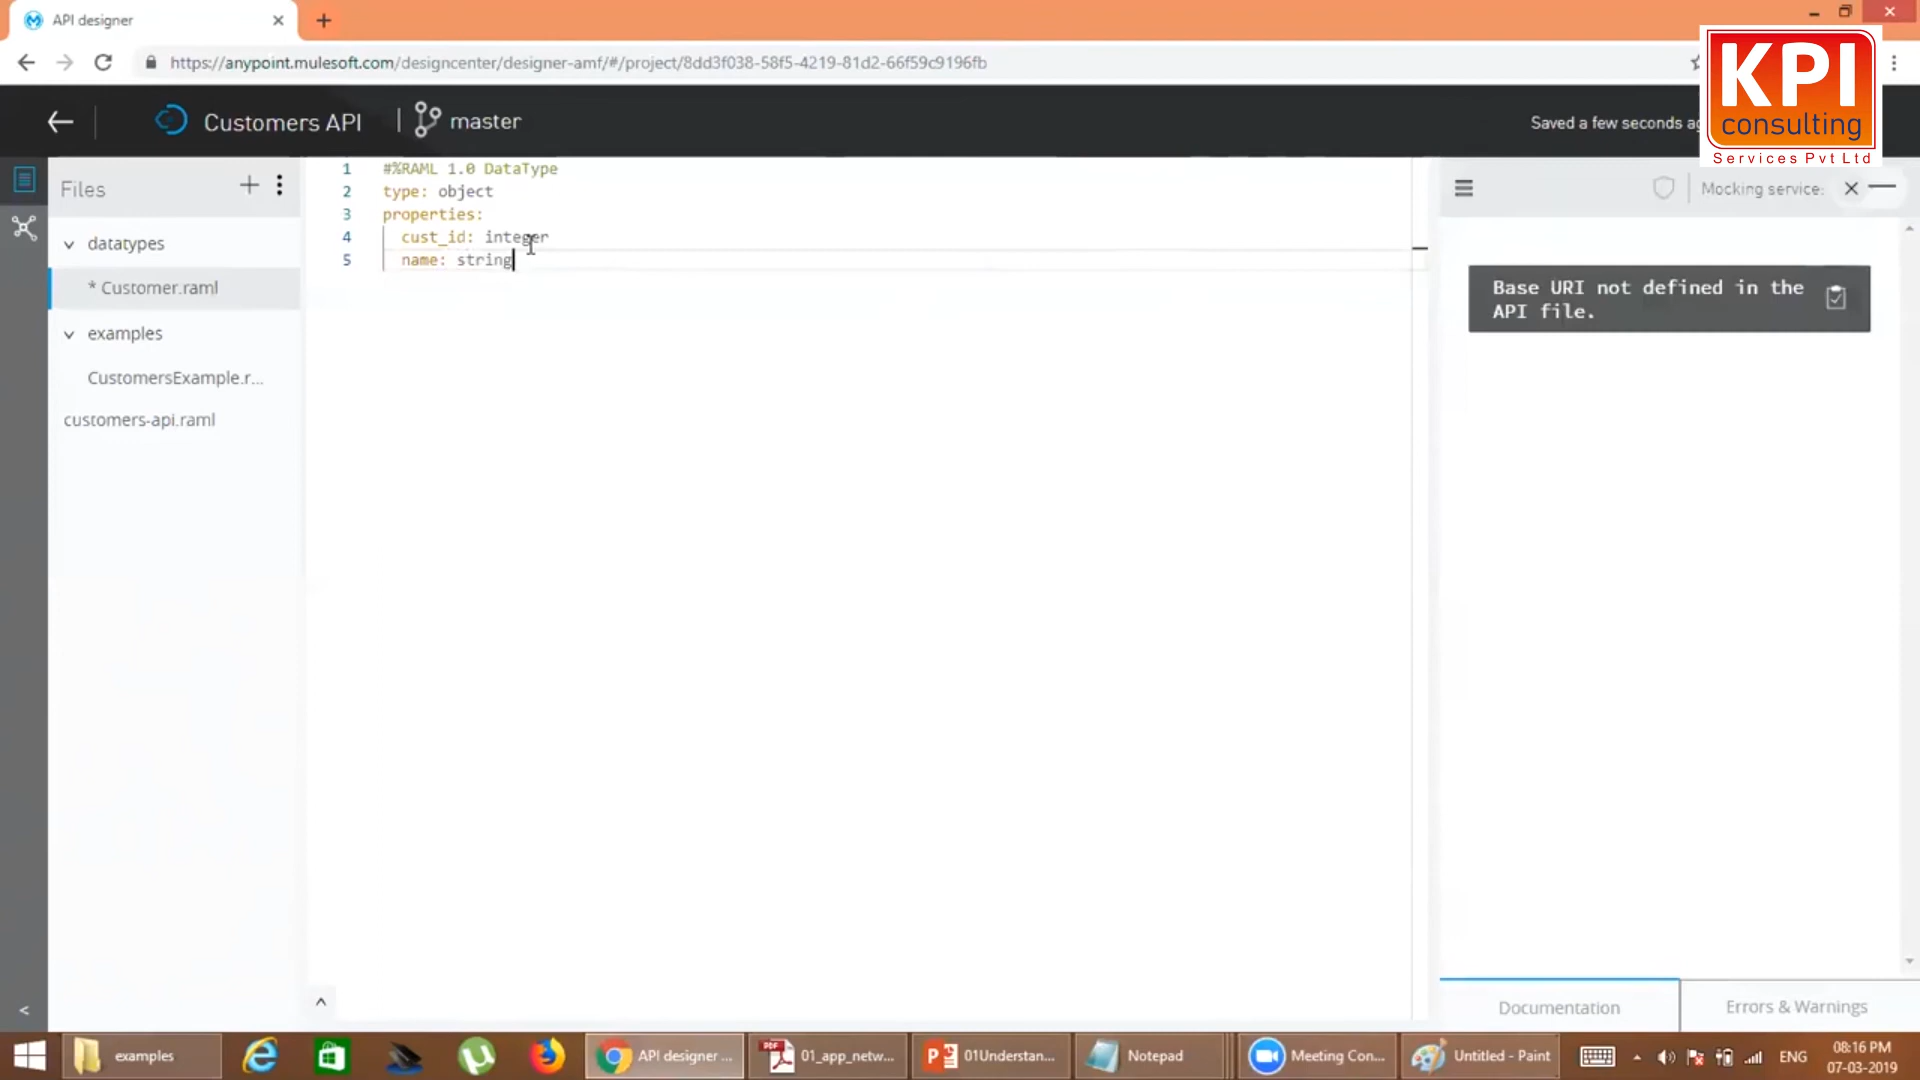 API designer
https://anypoint.mulesoft.com/designcenter/designer-amf/#/project/8dd3f038-58f5-4219-81d2-66f59c9196fb
KPI
consulting
Services Pvt Ltd
Customers API
master
Saved a few seconds ag
Files
datatypes
* Customer.raml
examples
CustomersExample.r...
customers-api.raml
1 #%RAML 1.0 DataType
2 type: object
3 properties:
4 cust_id: integer
5 name: string
Mocking service:
Base URI not defined in the
API file.
Documentation
Errors & Warnings
examples
API designer ...
01_app_netw...
01Understan...
Notepad
Meeting Con...
Untitled - Paint
ENG
08:16 PM
07-03-2019